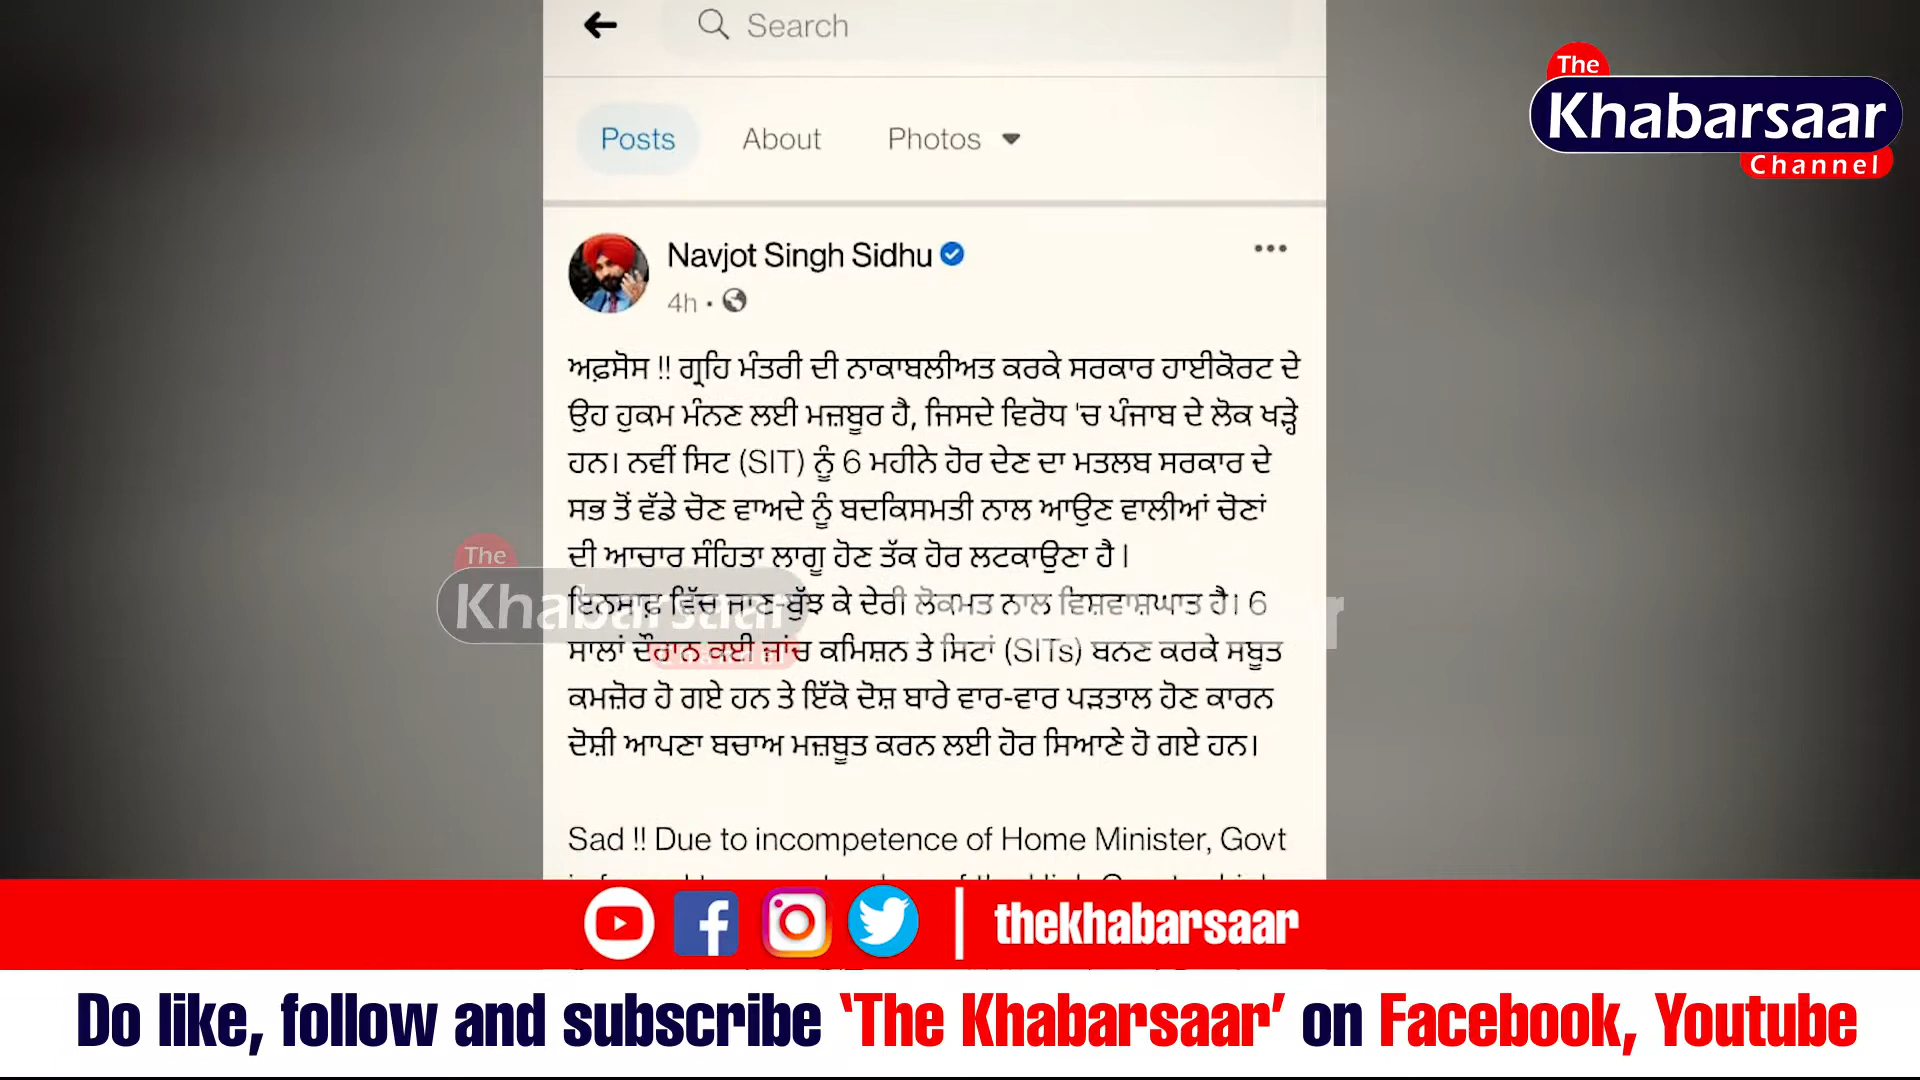 Search
The
Khabarsaar
Channel
Posts About Photos
Navjot Singh Sidhu
4h
ਅਫ਼ਸੋਸ !! ਗ੍ਰਹਿ ਮੰਤਰੀ ਦੀ ਨਾਕਾਬਲੀਅਤ ਕਰਕੇ ਸਰਕਾਰ ਹਾਈਕੋਰਟ ਦੇ
ਉਹ ਹੁਕਮ ਮੰਨਣ ਲਈ ਮਜ਼ਬੂਰ ਹੈ, ਜਿਸਦੇ ਵਿਰੋਧ 'ਚ ਪੰਜਾਬ ਦੇ ਲੋਕ ਖੜ੍ਹੇ
ਹਨ। ਨਵੀਂ ਸਿਟ (SIT) ਨੂੰ 6 ਮਹੀਨੇ ਹੋਰ ਦੇਣ ਦਾ ਮਤਲਬ ਸਰਕਾਰ ਦੇ
ਸਭ ਤੋਂ ਵੱਡੇ ਚੋਣ ਵਾਅਦੇ ਨੂੰ ਬਦਕਿਸਮਤੀ ਨਾਲ ਆਉਣ ਵਾਲੀਆਂ ਚੋਣਾਂ
ਦੀ ਆਚਾਰ ਸੰਹਿਤਾ ਲਾਗੂ ਹੋਣ ਤੱਕ ਹੋਰ ਲਟਕਾਉਣਾ ਹੈ।
ਇਨਸਾਫ਼ ਵਿੱਚ ਜਾਣ-ਬੁੱਝ ਕੇ ਦੇਰੀ ਲੋਕਮਤ ਨਾਲ ਵਿਸ਼ਵਾਸ਼ਘਾਤ ਹੈ। 6
ਸਾਲਾਂ ਦੌਰਾਨ ਕਈ ਜਾਂਚ ਕਮਿਸ਼ਨ ਤੇ ਸਿਟਾਂ (SITs) ਬਨਣ ਕਰਕੇ ਸਬੂਤ
ਕਮਜ਼ੋਰ ਹੋ ਗਏ ਹਨ ਤੇ ਇੱਕੋ ਦੋਸ਼ ਬਾਰੇ ਵਾਰ-ਵਾਰ ਪੜਤਾਲ ਹੋਣ ਕਾਰਨ
ਦੋਸ਼ੀ ਆਪਣਾ ਬਚਾਅ ਮਜ਼ਬੂਤ ਕਰਨ ਲਈ ਹੋਰ ਸਿਆਣੇ ਹੋ ਗਏ ਹਨ।
The
Khabarsaar
Channel
Sad !! Due to incompetence of Home Minister, Govt
thekhabarsaar
Do like, follow and subscribe 'The Khabarsaar' on Facebook, Youtube